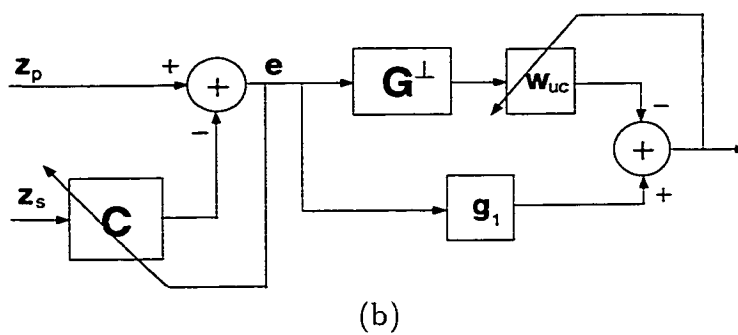 z_p + + e G^⊥ w_uc −
−
+
z_s C g_1 +
(b)